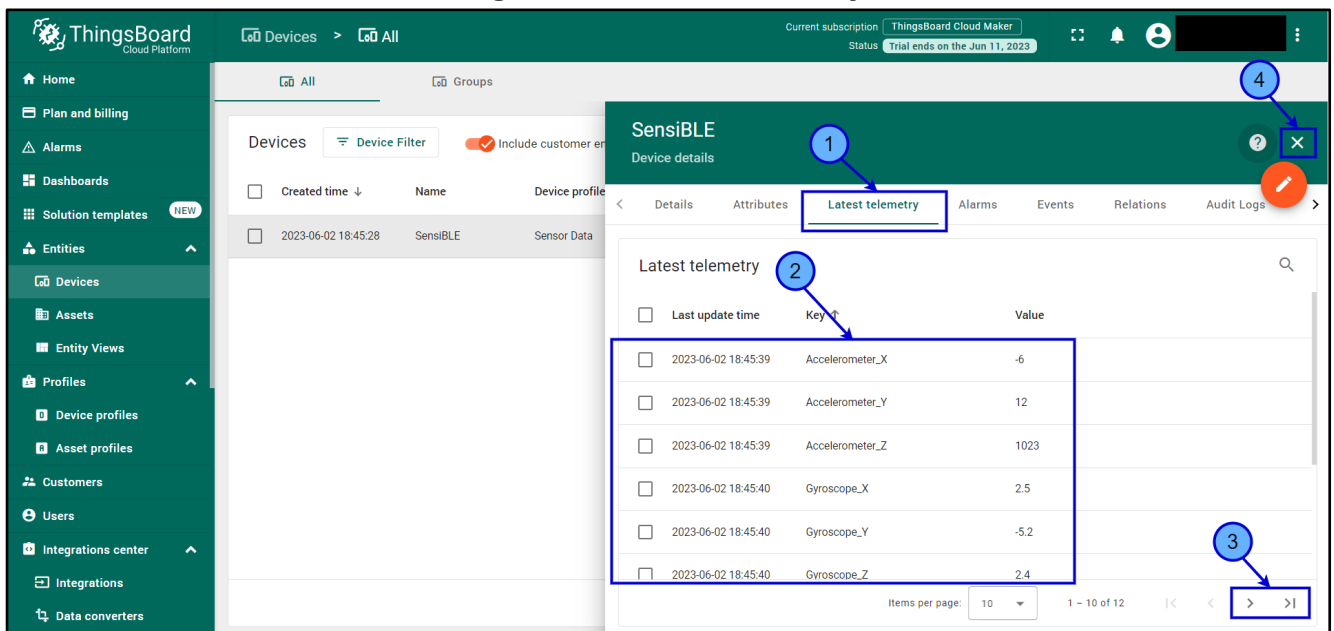 ThingsBoard
Cloud Platform
Devices > All
Current subscription ThingsBoard Cloud Maker
Status Trial ends on the Jun 11, 2023
Home
Plan and billing
Alarms
Dashboards
Solution templates NEW
Entities
Devices
Assets
Entity Views
Profiles
Device profiles
Asset profiles
Customers
Users
Integrations center
Integrations
Data converters
All Groups
Devices Device Filter Include customer en
Created time Name Device profile
2023-06-02 18:45:28 SensiBLE Sensor Data
SensiBLE
Device details
1
4
Details Attributes Latest telemetry Alarms Events Relations Audit Logs
Latest telemetry
2
Last update time Key Value
2023-06-02 18:45:39 Accelerometer_X -6
2023-06-02 18:45:39 Accelerometer_Y 12
2023-06-02 18:45:39 Accelerometer_Z 1023
2023-06-02 18:45:40 Gyroscope_X 2.5
2023-06-02 18:45:40 Gyroscope_Y -5.2
2023-06-02 18:45:40 Gyroscope_Z 2.4
3
Items per page: 10 1 – 10 of 12